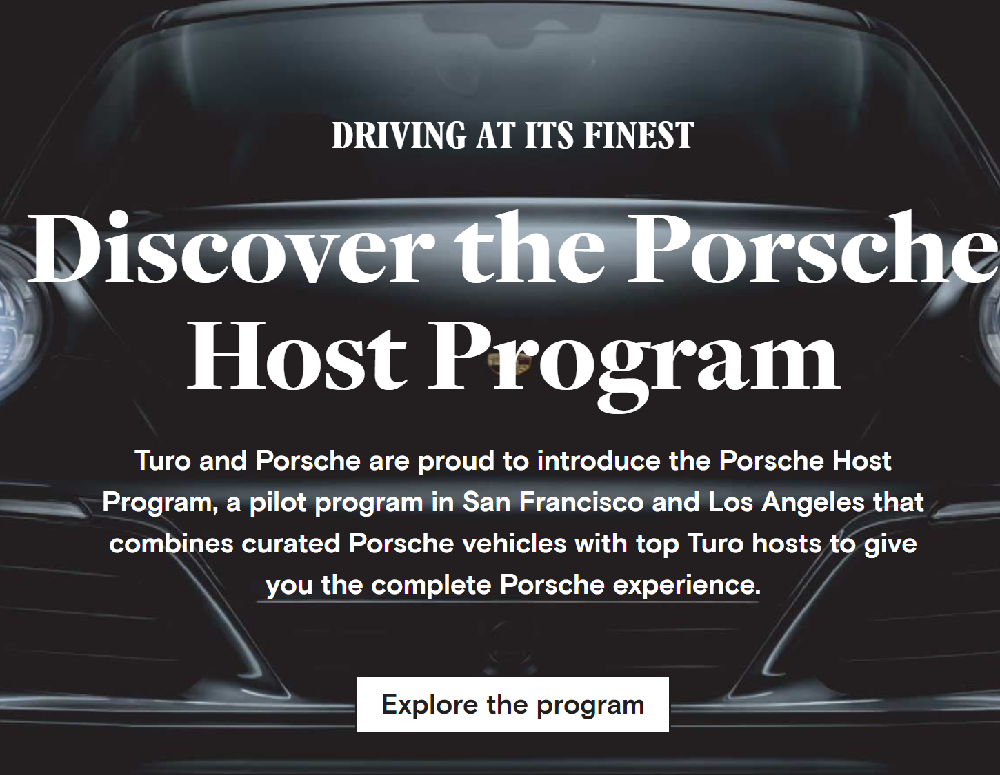 DRIVING AT ITS FINEST
Discover the Porsche
Host Program
Turo and Porsche are proud to introduce the Porsche Host
Program, a pilot program in San Francisco and Los Angeles that
combines curated Porsche vehicles with top Turo hosts to give
you the complete Porsche experience.
Explore the program